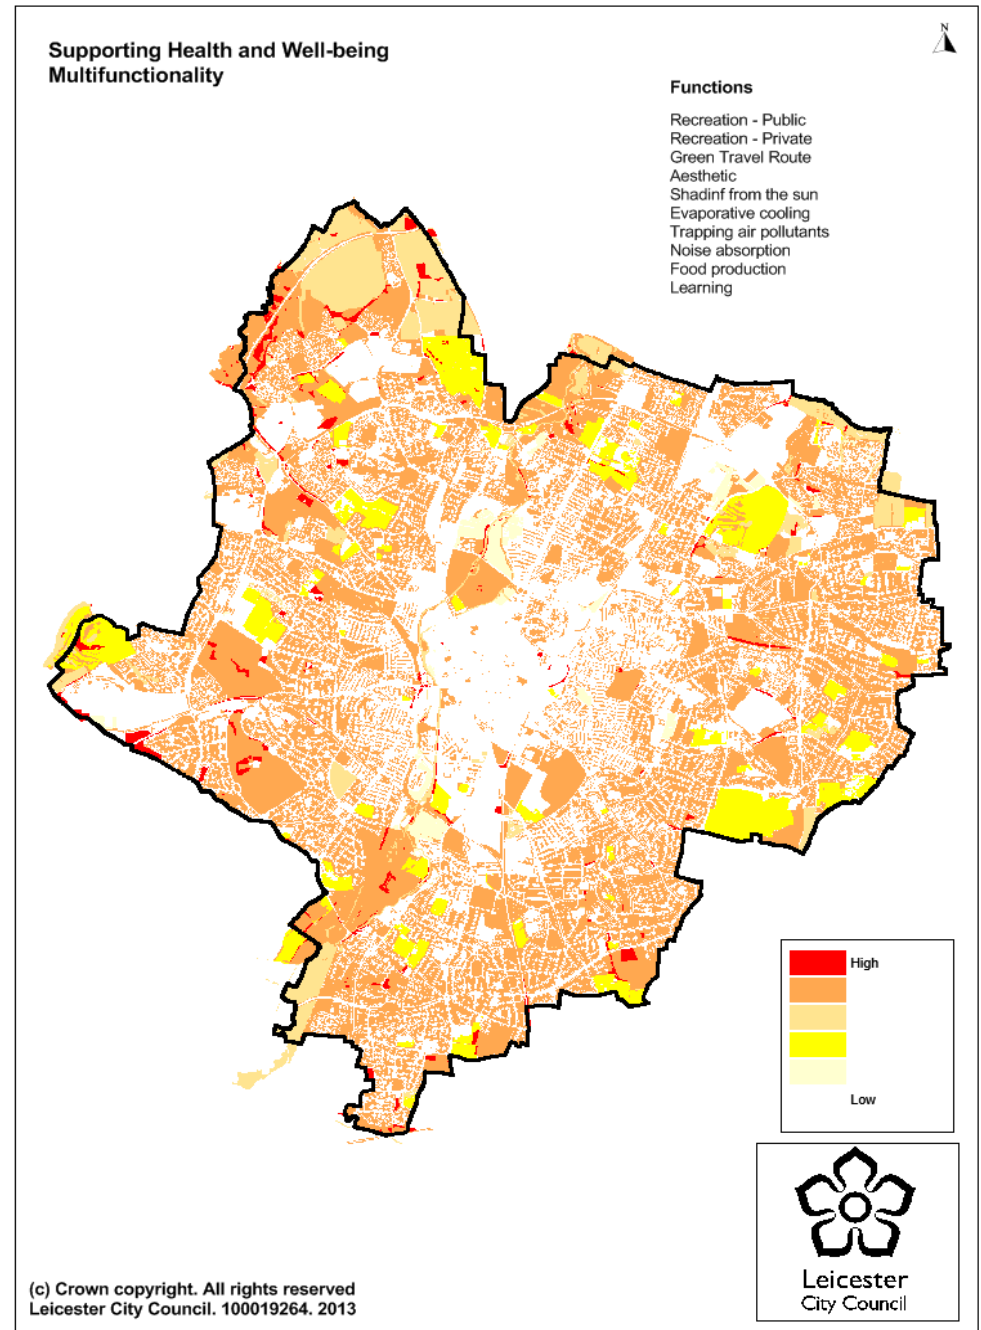 N
Supporting Health and Well-being
Multifunctionality
Functions
Recreation - Public
Recreation - Private
Green Travel Route
Aesthetic
Shadinf from the sun
Evaporative cooling
Trapping air pollutants
Noise absorption
Food production
Learning
High
Low
Leicester
City Council
(c) Crown copyright. All rights reserved
Leicester City Council. 100019264. 2013